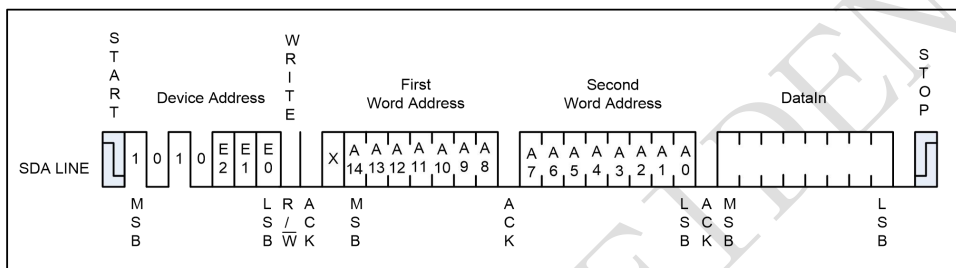 START
WRITE
STOP
Device Address
First
Word Address
Second
Word Address
DataIn
SDA LINE
1 0 1 0 E2 E1 E0
X A14 A13 A12 A11 A10 A9 A8
A7 A6 A5 A4 A3 A2 A1 A0
MSB
LSB
R/W̅
ACK
MSB
ACK
LSB
ACK
MSB
LSB